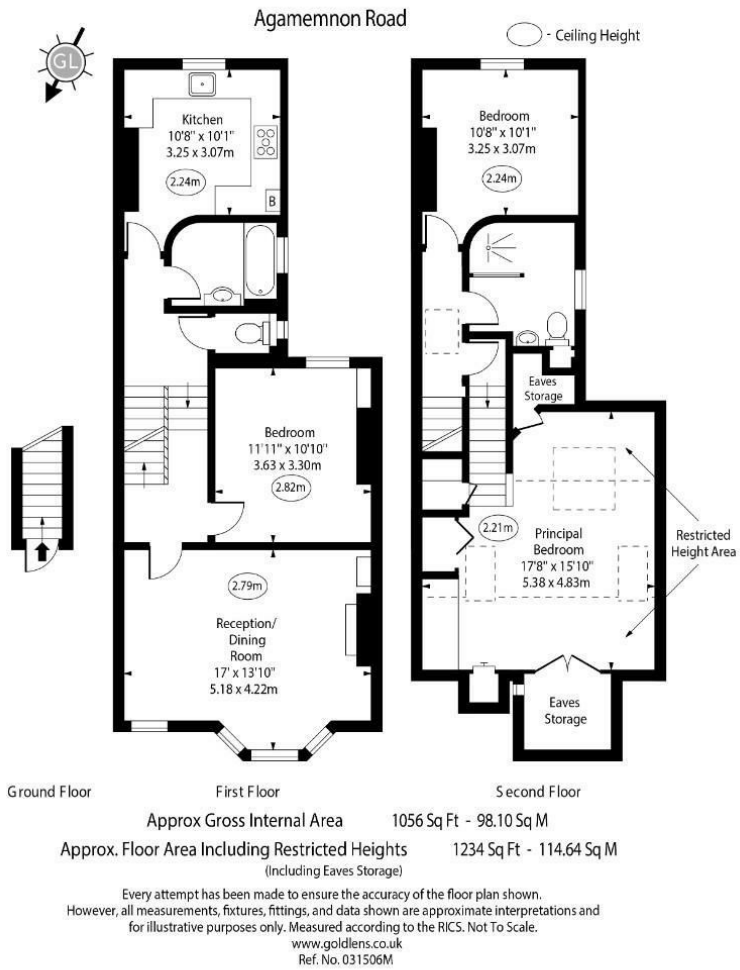 Agamemnon Road
GL
- Ceiling Height
Kitchen
10'8" x 10'1"
3.25 x 3.07m
2.24m
B
Bedroom
11'11" x 10'10"
3.63 x 3.30m
2.82m
2.79m
Reception/
Dining
Room
17' x 13'10"
5.18 x 4.22m
Bedroom
10'8" x 10'1"
3.25 x 3.07m
2.24m
Eaves
Storage
2.21m
Principal
Bedroom
17'8" x 15'10"
5.38 x 4.83m
Restricted
Height Area
Eaves
Storage
Ground Floor
First Floor
Second Floor
Approx Gross Internal Area 1056 Sq Ft - 98.10 Sq M
Approx. Floor Area Including Restricted Heights 1234 Sq Ft - 114.64 Sq M
(Including Eaves Storage)
Every attempt has been made to ensure the accuracy of the floor plan shown.
However, all measurements, fixtures, fittings, and data shown are approximate interpretations and
for illustrative purposes only. Measured according to the RICS. Not To Scale.
www.goldlens.co.uk
Ref. No. 031506M